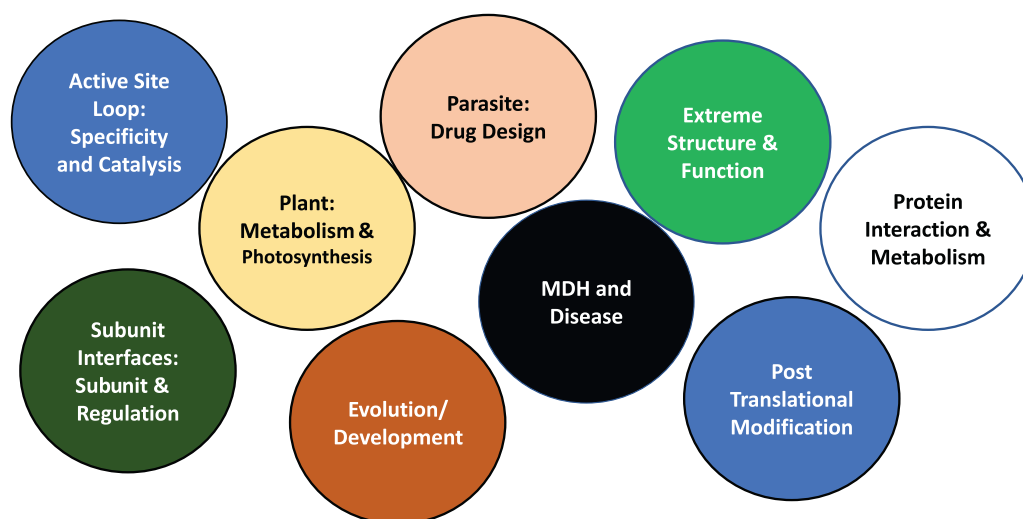 Active Site
Loop:
Specificity
and Catalysis
Parasite:
Drug Design
Extreme
Structure &
Function
Plant:
Metabolism &
Photosynthesis
Protein
Interaction &
Metabolism
MDH and
Disease
Subunit
Interfaces:
Subunit &
Regulation
Evolution/
Development
Post
Translational
Modification